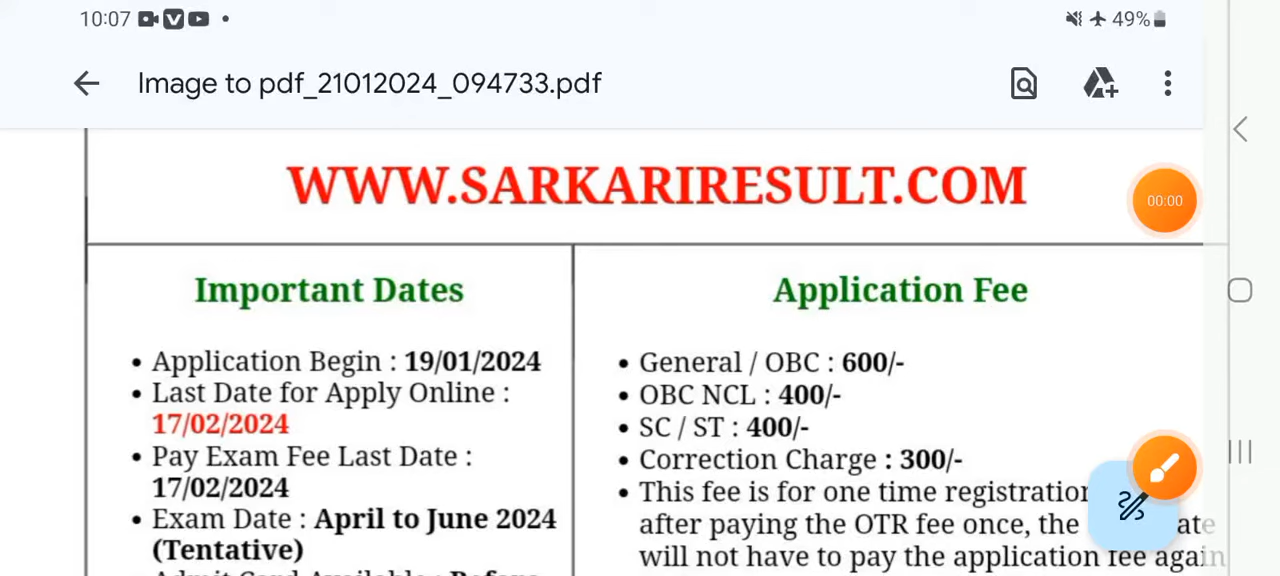 10:07
49%
Image to pdf_21012024_094733.pdf
WWW.SARKARIRESULT.COM
00:00
Important Dates
• Application Begin : 19/01/2024
• Last Date for Apply Online :
17/02/2024
• Pay Exam Fee Last Date :
17/02/2024
• Exam Date : April to June 2024
(Tentative)
Application Fee
• General / OBC : 600/-
• OBC NCL : 400/-
• SC / ST : 400/-
• Correction Charge : 300/-
• This fee is for one time registration
after paying the OTR fee once, the
will not have to pay the application fee again